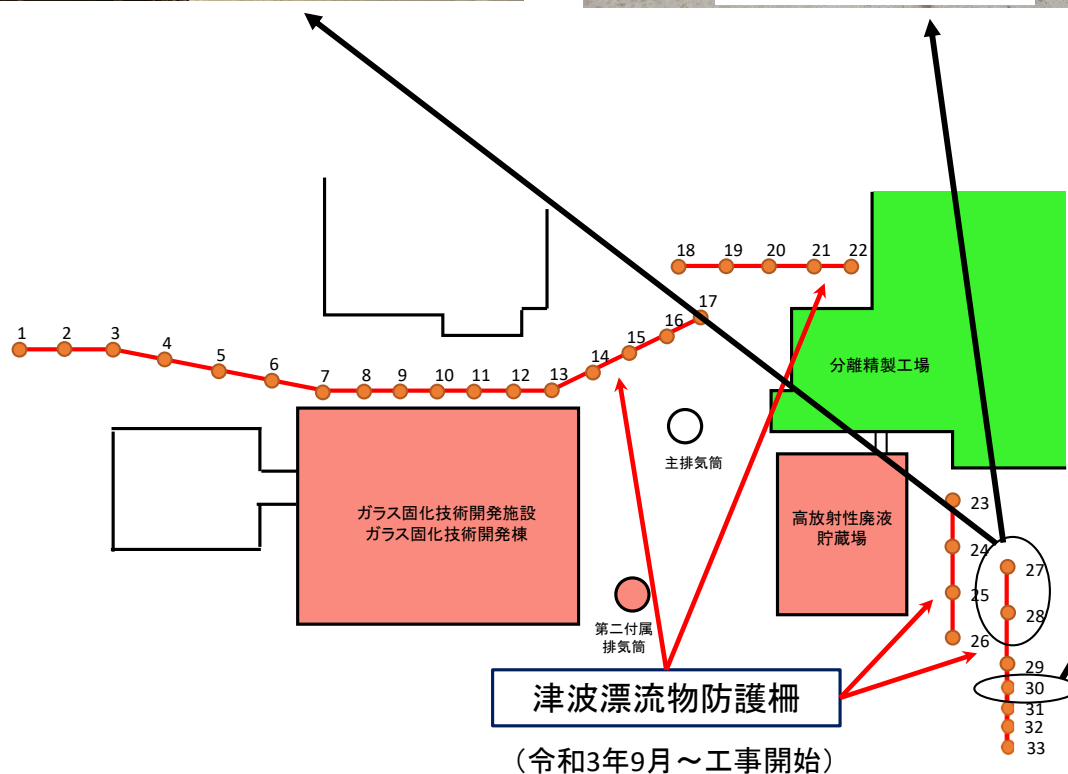 18 19 20 21 22
17
16
15
14
1 2 3
4
5
6
7 8 9 10 11 12 13
分離精製工場
主排気筒
ガラス固化技術開発施設
ガラス固化技術開発棟
高放射性廃液
貯蔵場
第二付属
排気筒
23
24
25
26
27
28
29
30
31
32
33
津波漂流物防護柵
（令和3年9月～工事開始）